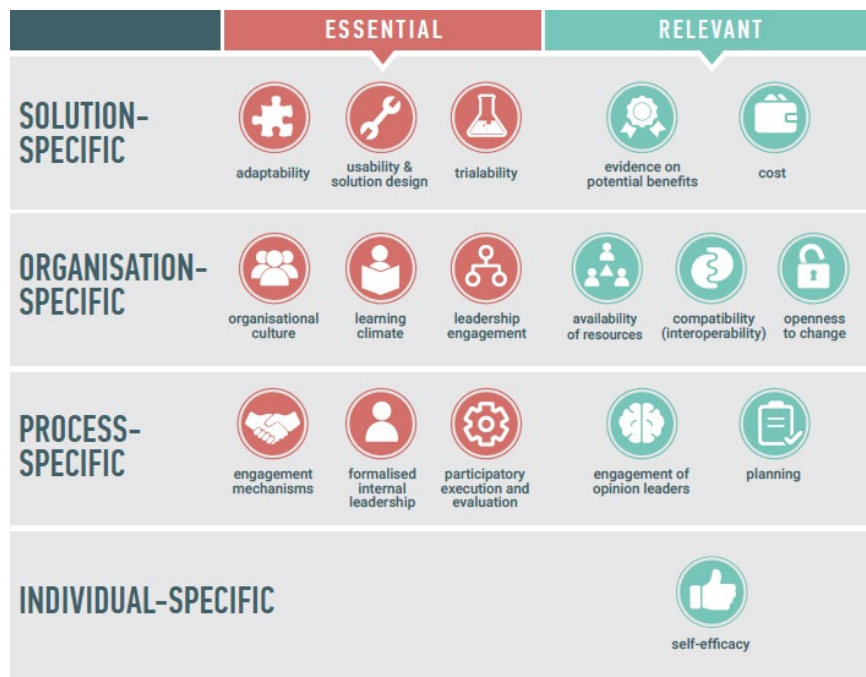 ESSENTIAL
RELEVANT
SOLUTION-
SPECIFIC
adaptability
usability &
solution design
trialability
evidence on
potential benefits
cost
ORGANISATION-
SPECIFIC
organisational
culture
learning
climate
leadership
engagement
availability
of resources
compatibility
(interoperability)
openness
to change
PROCESS-
SPECIFIC
engagement
mechanisms
formalised
internal
leadership
participatory
execution and
evaluation
engagement of
opinion leaders
planning
INDIVIDUAL-SPECIFIC
self-efficacy